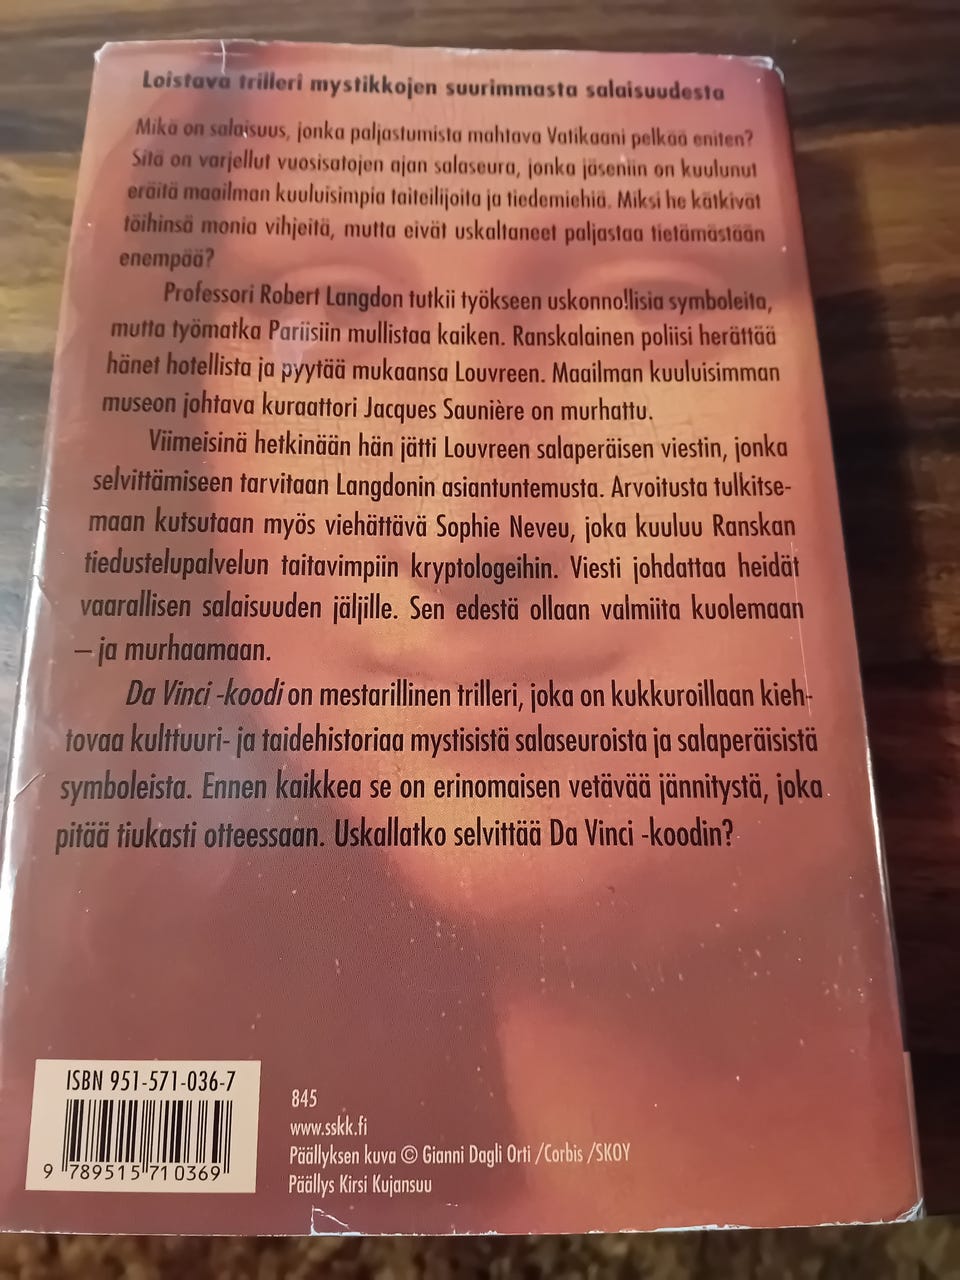 Loistava trilleri mystikkojen suurimmasta salaisuudesta
Mikä on salaisuus, jonka paljastumista mahtava Vatikaani pelkää eniten?
Sitä on varjellut vuosisatojen ajan salaseura, jonka jäseniin on kuulunut
eräitä maailman kuuluisimpia taiteilijoita ja tiedemiehiä. Miksi he kätkivät
töihinsä monia vihjeitä, mutta eivät uskaltaneet paljastaa tietämästään
enempää?
Professori Robert Langdon tutkii työkseen uskonnollisia symboleita,
mutta työmatka Pariisiin mullistaa kaiken. Ranskalainen poliisi herättää
hänet hotellista ja pyytää mukaansa Louvreen. Maailman kuuluisimman
museon johtava kuraattori Jacques Saunière on murhattu.
Viimeisinä hetkinään hän jätti Louvreen salaperäisen viestin, jonka
selvittämiseen tarvitaan Langdonin asiantuntemusta. Arvoitusta tulkitse-
maan kutsutaan myös viehättävä Sophie Neveu, joka kuuluu Ranskan
tiedustelupalvelun taitavimpiin kryptologeihin. Viesti johdattaa heidät
vaarallisen salaisuuden jäljille. Sen edestä ollaan valmiita kuolemaan
– ja murhaamaan.
Da Vinci -koodi on mestarillinen trilleri, joka on kukkuroillaan kieh-
tovaa kulttuuri- ja taidehistoriaa mystisistä salaseuroista ja salaperäisistä
symboleista. Ennen kaikkea se on erinomaisen vetävää jännitystä, joka
pitää tiukasti otteessaan. Uskallatko selvittää Da Vinci -koodin?
ISBN 951-571-036-7
9 789515 710369
845
www.sskk.fi
Päällyksen kuva © Gianni Dagli Orti /Corbis /SKOY
Päällys Kirsi Kujansuu